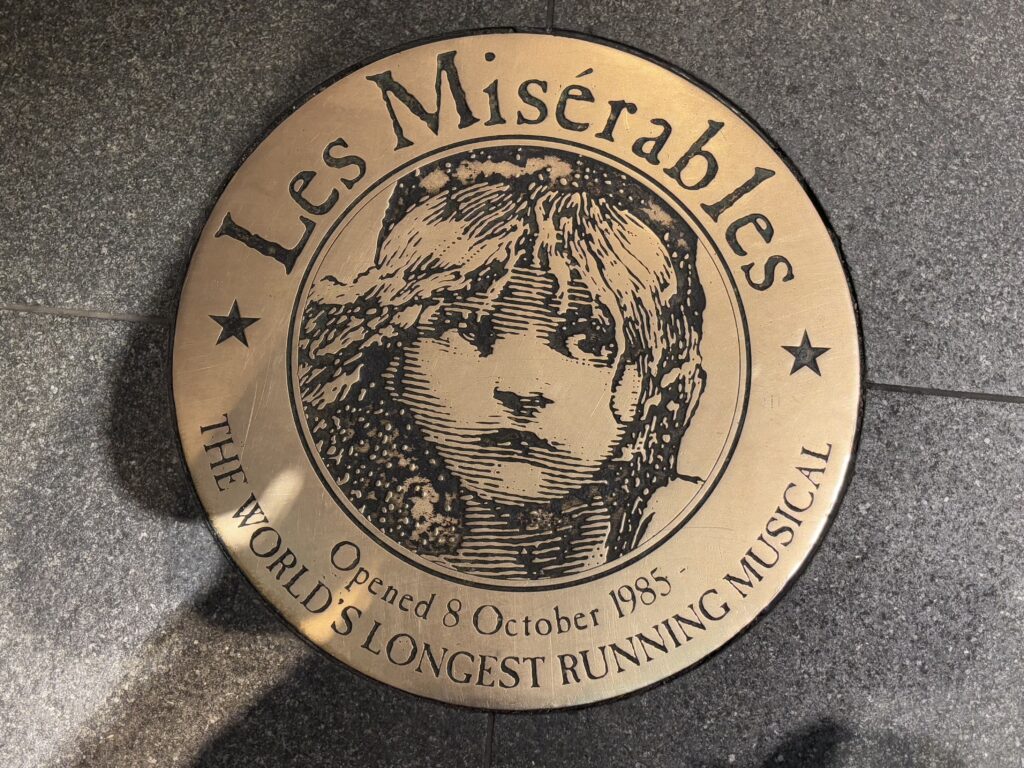 Les Misérables
Opened 8 October 1985 -
THE WORLD'S LONGEST RUNNING MUSICAL